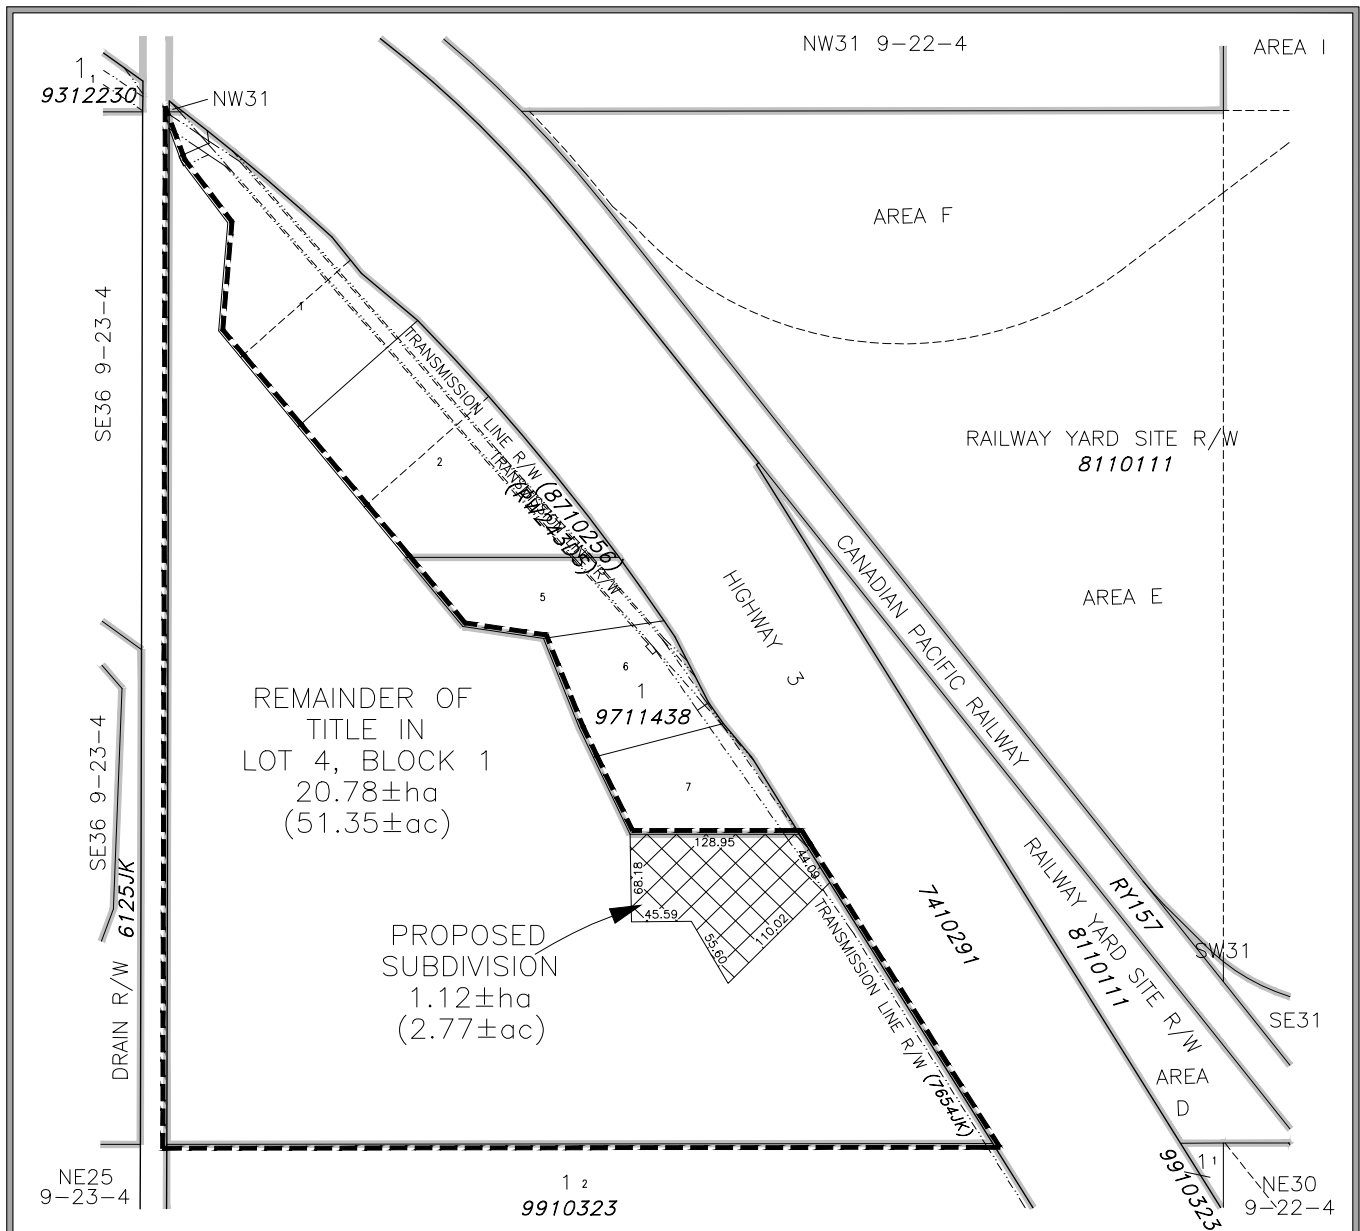 NW31 9-22-4
AREA I
1,1
9312230
NW31
AREA F
SE36 9-23-4
1
TRANSMISSION LINE R/W (8710256)
2
RAILWAY YARD SITE R/W
8110111
(RW243DS)
CANADIAN PACIFIC RAILWAY
HIGHWAY 3
AREA E
5
6
1
9711438
7
REMAINDER OF
TITLE IN
LOT 4, BLOCK 1
20.78±ha
(51.35±ac)
SE36 9-23-4
DRAIN R/W 6125JK
128.95
44.09
68.18
45.59
55.60
110.02
PROPOSED
SUBDIVISION
1.12±ha
(2.77±ac)
TRANSMISSION LINE R/W (7654JK)
7410291
RAILWAY YARD SITE R/W
8110111
RY157
SW31
SE31
AREA
D
NE25
9-23-4
1 2
9910323
1 1
9910323
NE30
9-22-4